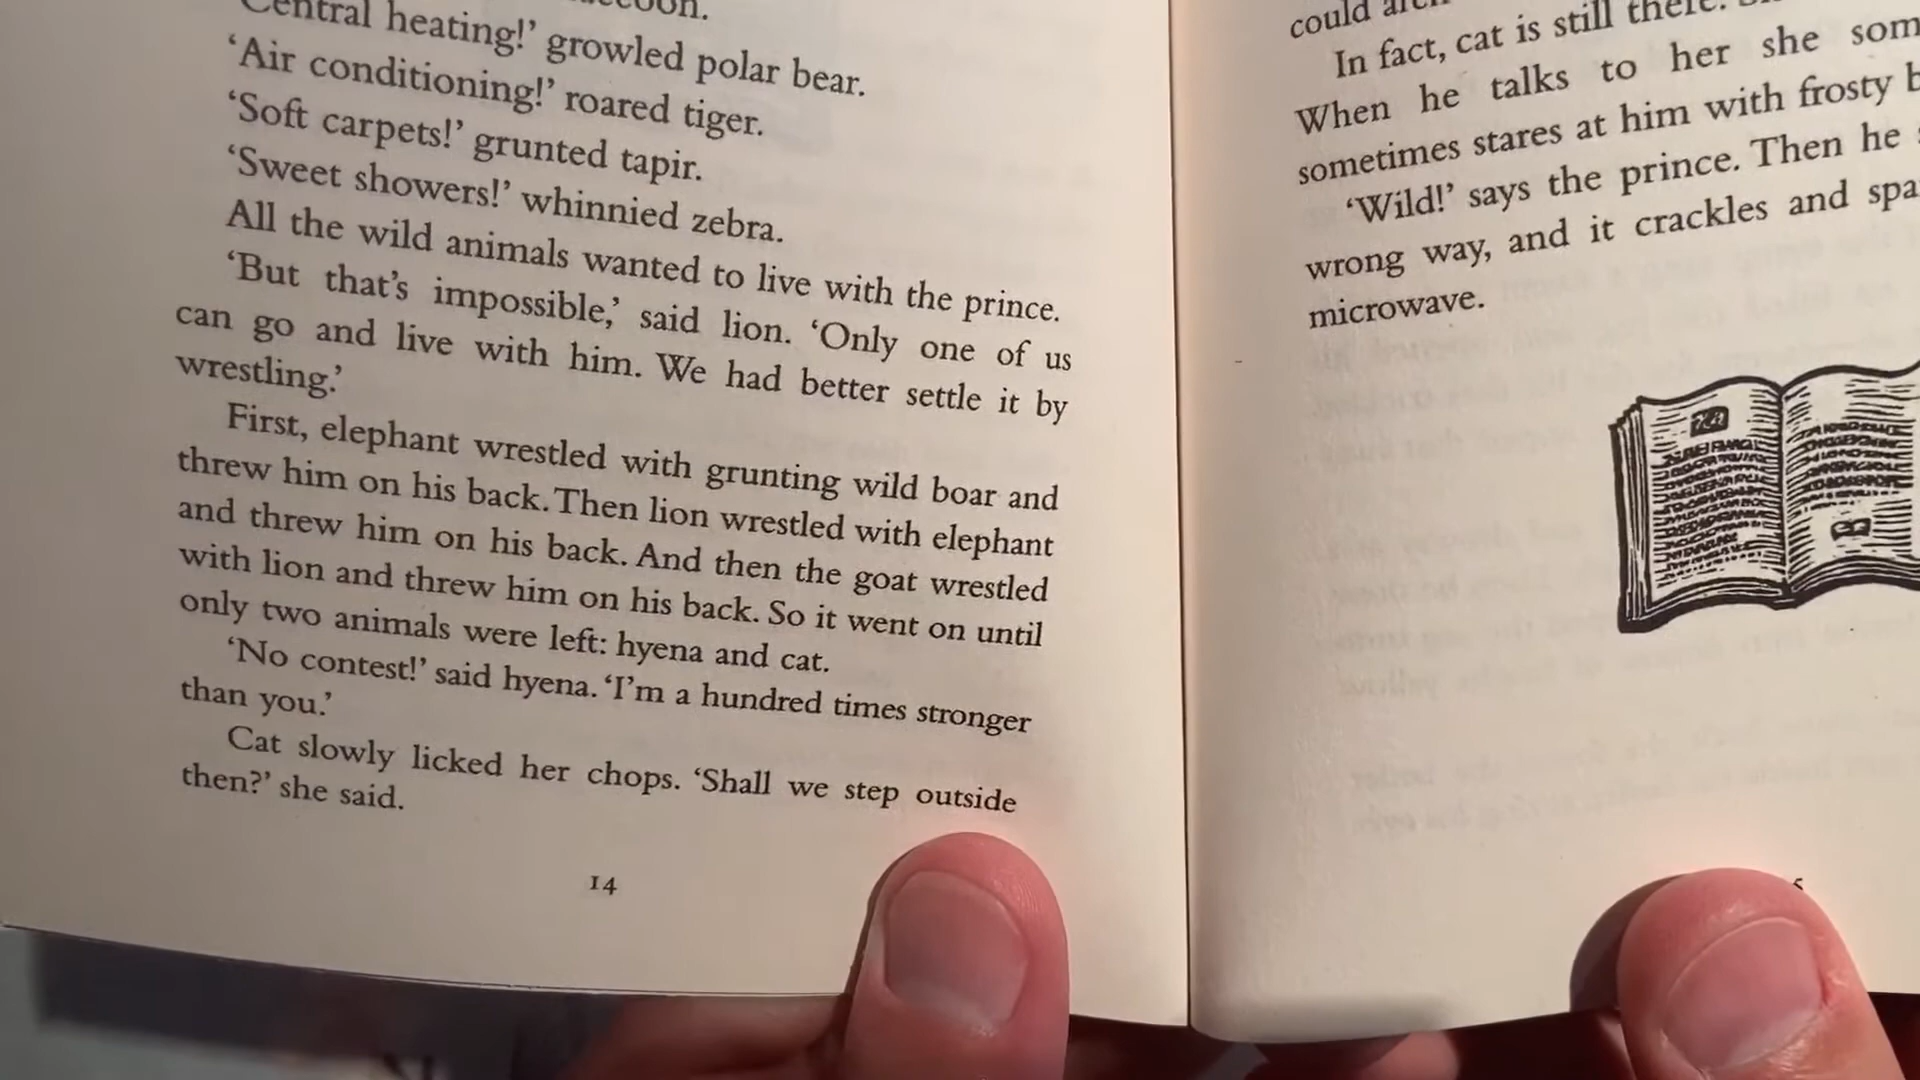 Central heating!' growled polar bear.
'Air conditioning!' roared tiger.
'Soft carpets!' grunted tapir.
'Sweet showers!' whinnied zebra.
All the wild animals wanted to live with the prince.
'But that's impossible,' said lion. 'Only one of us
can go and live with him. We had better settle it by
wrestling.'
First, elephant wrestled with grunting wild boar and
threw him on his back. Then lion wrestled with elephant
and threw him on his back. And then the goat wrestled
with lion and threw him on his back. So it went on until
only two animals were left: hyena and cat.
'No contest!' said hyena. 'I'm a hundred times stronger
than you.'
Cat slowly licked her chops. 'Shall we step outside
then?' she said.
14
could
In fact, cat is still there.
When he talks to her she som
sometimes stares at him with frosty b
'Wild!' says the prince. Then he
wrong way, and it crackles and spa
microwave.